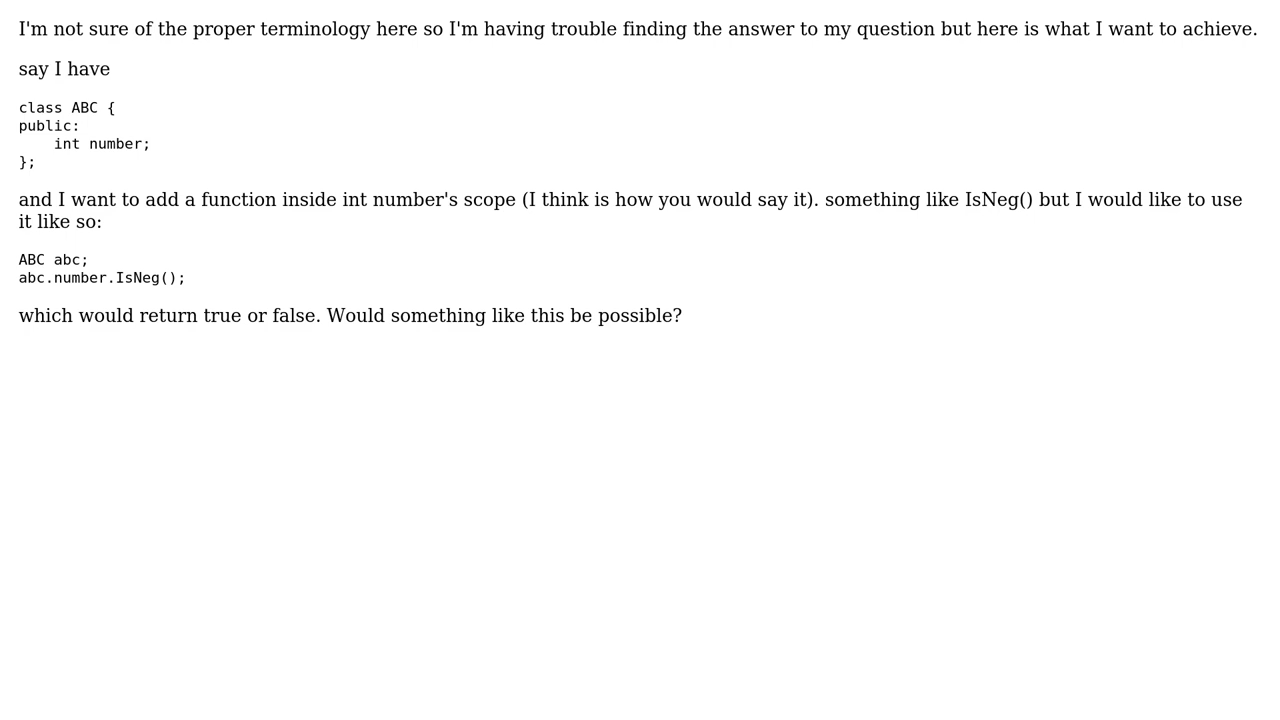 I'm not sure of the proper terminology here so I'm having trouble finding the answer to my question but here is what I want to achieve.
say I have
class ABC {
public:
    int number;
};
and I want to add a function inside int number's scope (I think is how you would say it). something like IsNeg() but I would like to use
it like so:
ABC abc;
abc.number.IsNeg();
which would return true or false. Would something like this be possible?